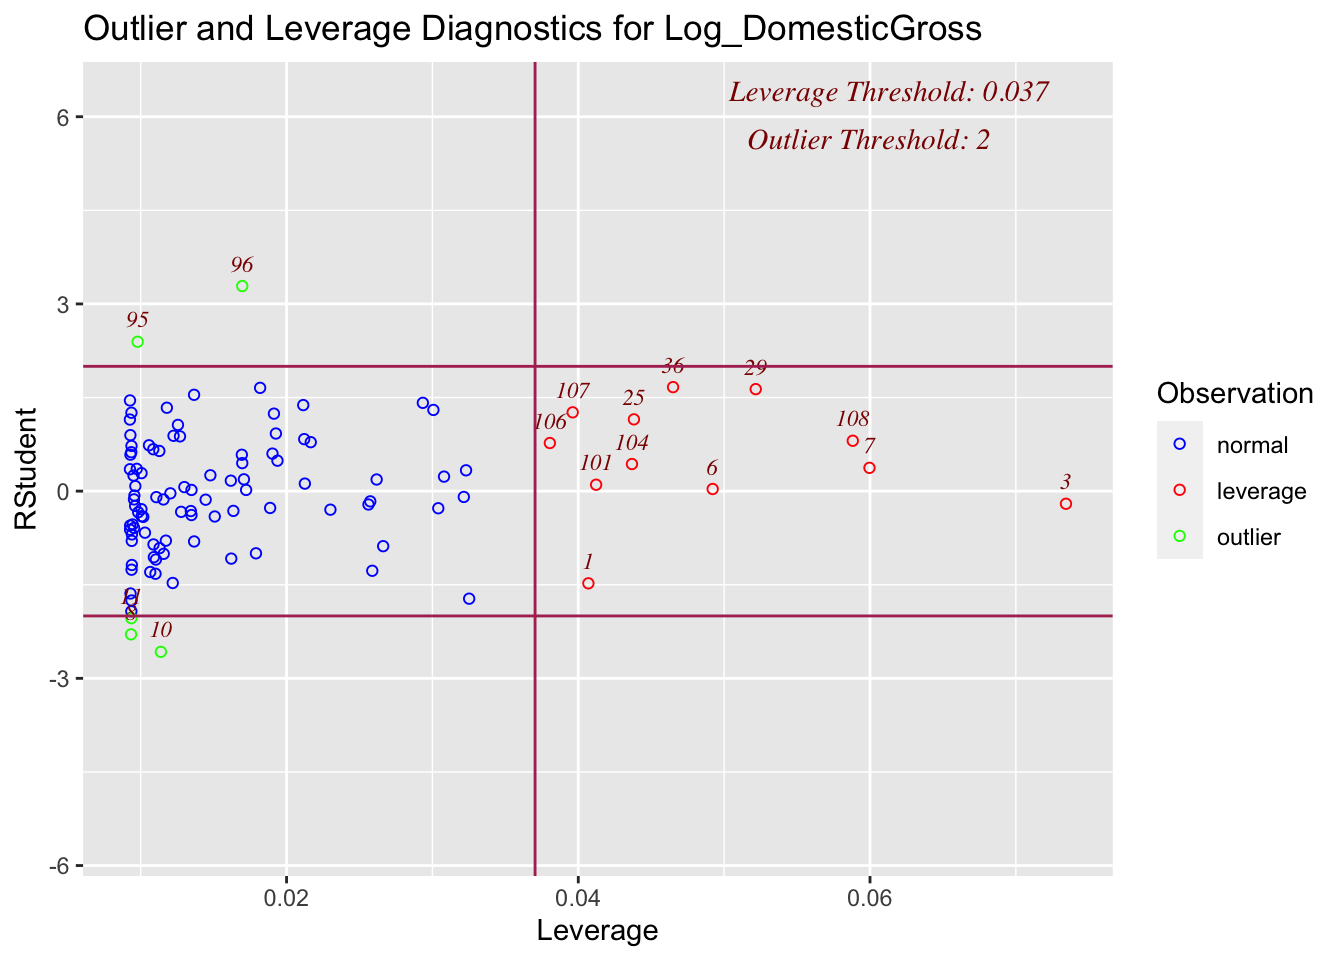 Outlier and Leverage Diagnostics for Log_DomesticGross
Leverage Threshold: 0.037
Outlier Threshold: 2
6
3
0
-3
-6
RStudent
96
95
36
29
107
25
106
108
104
7
101
6
3
1
10
0.02
0.04
0.06
Leverage
Observation
normal
leverage
outlier